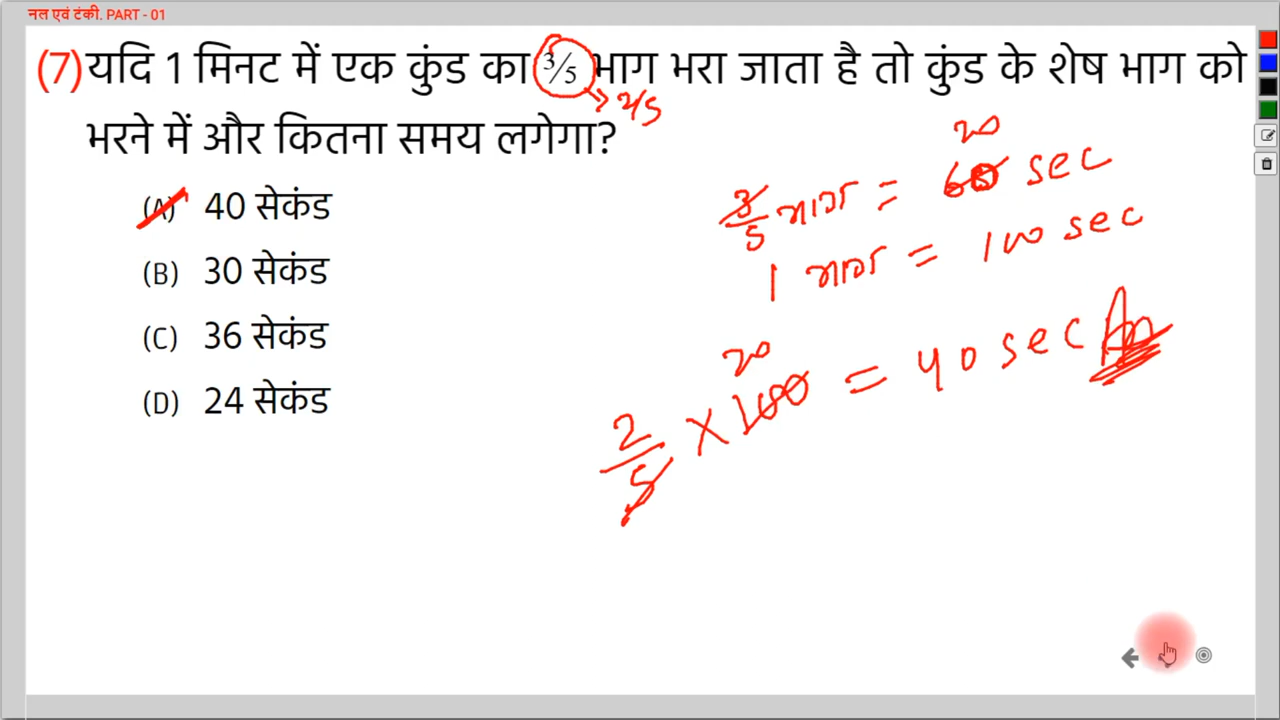 नल एवं टंकी. PART - 01
(7) यदि 1 मिनट में एक कुंड का 3/5 भाग भरा जाता है तो कुंड के शेष भाग को
2/5
भरने में और कितना समय लगेगा?
20
(A) 40 सेकंड
3/5 भाग = 60 sec
(B) 30 सेकंड
1 भाग = 100 sec
(C) 36 सेकंड
20
2/5 × 100 = 40 sec Ans
(D) 24 सेकंड